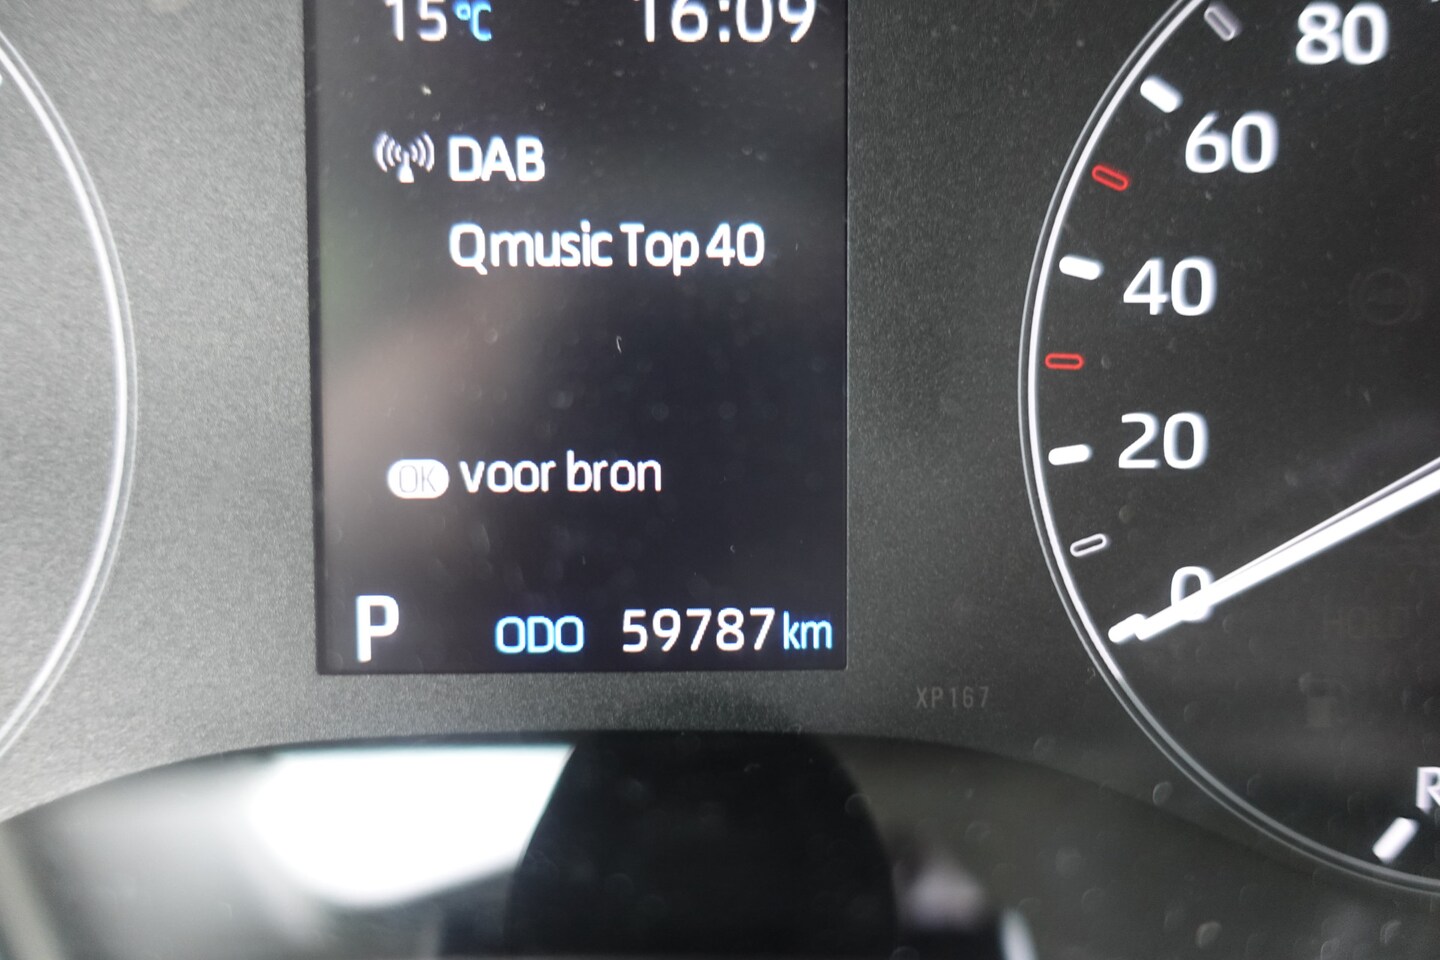 15°C 16:09
80
DAB
60
Qmusic Top 40
40
20
OK voor bron
0
P ODO 59787 km
XP167
R